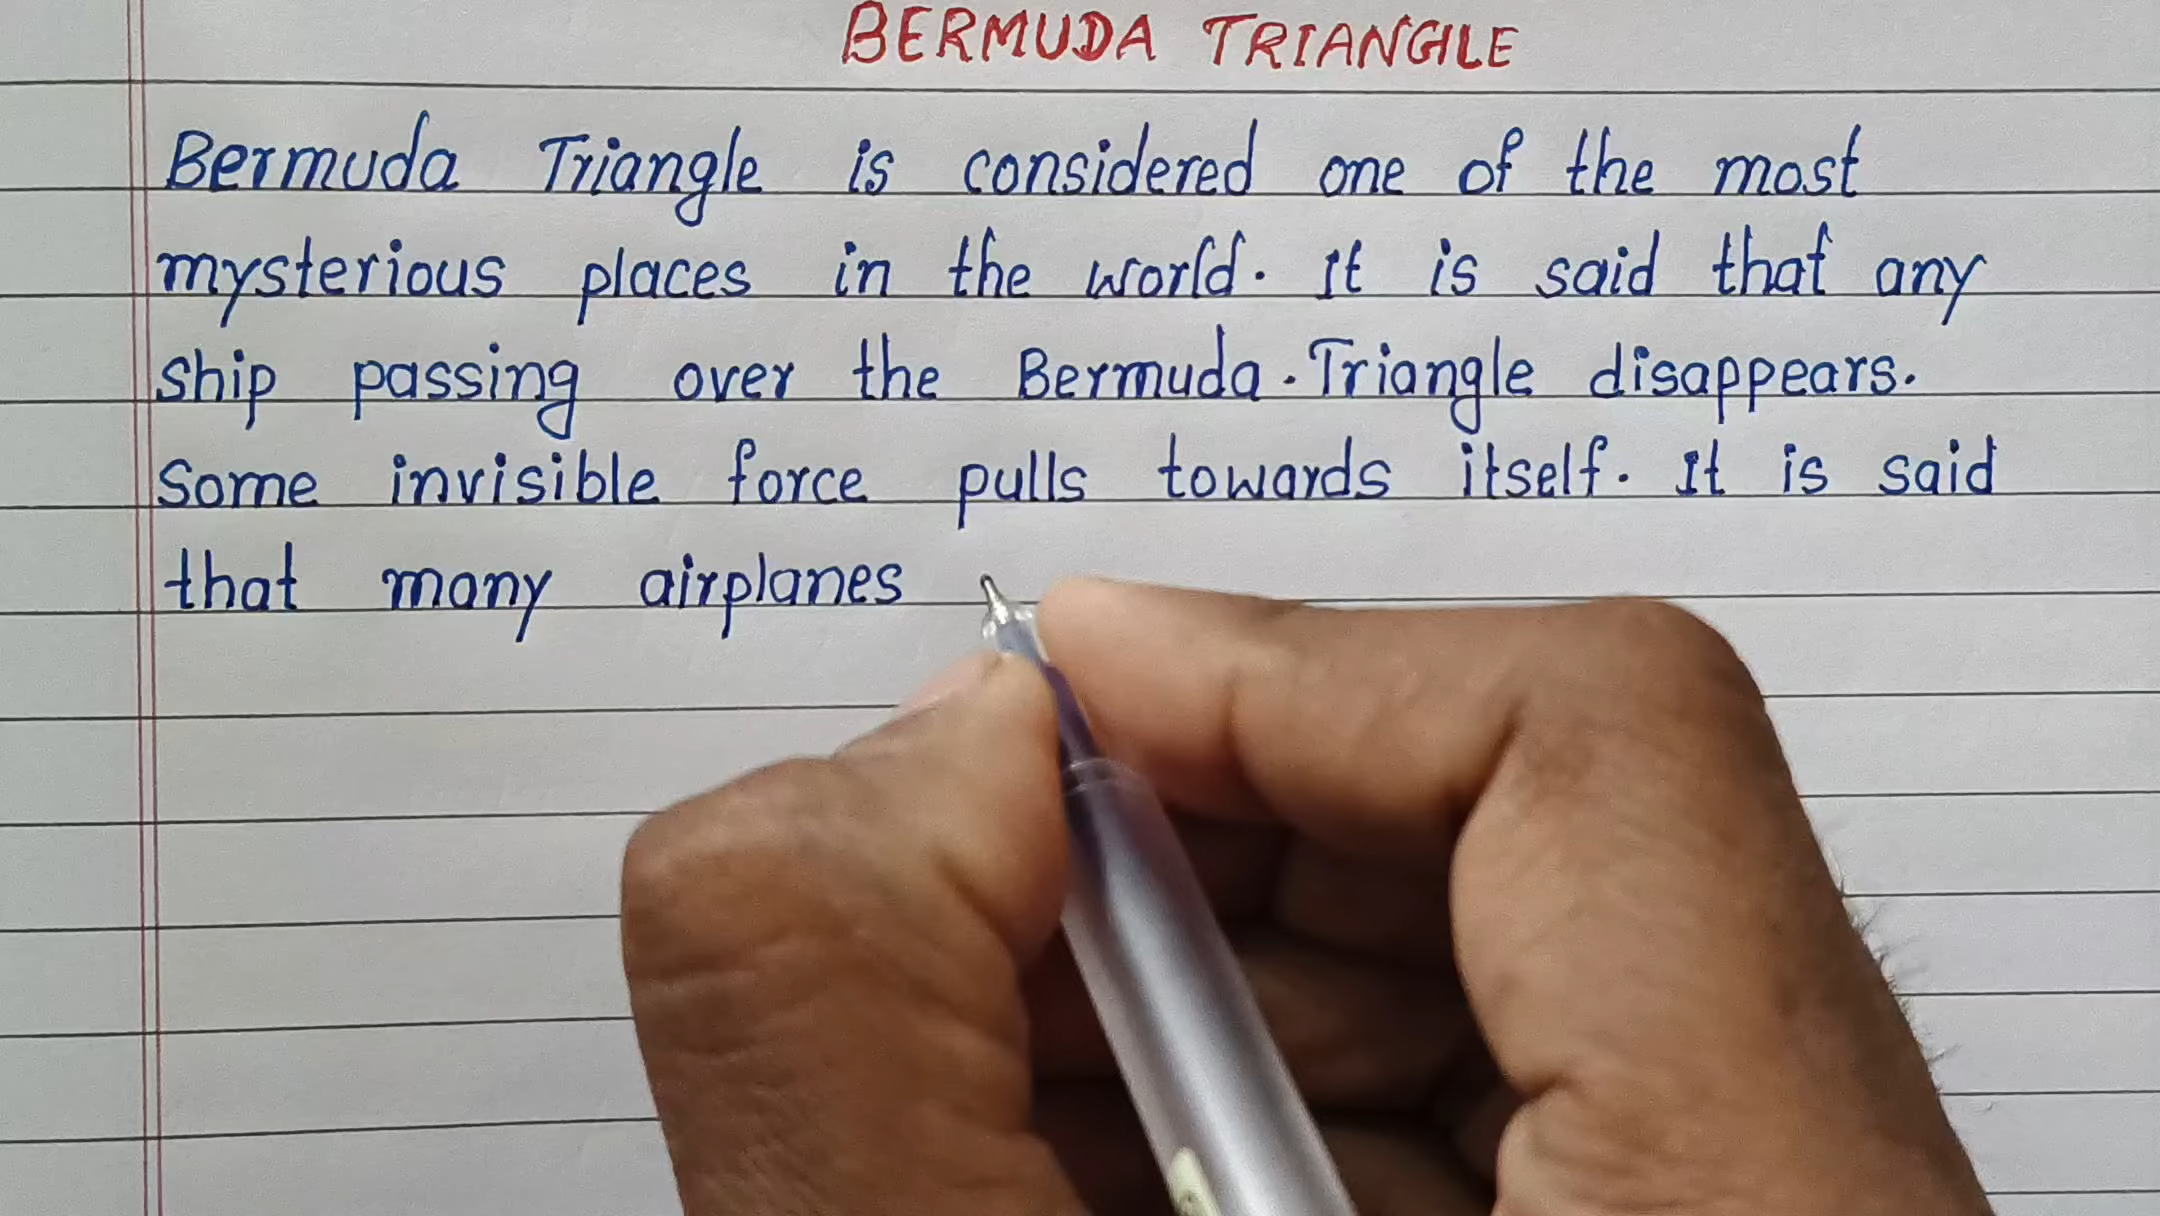 BERMUDA TRIANGLE
Bermuda Triangle is considered one of the most
mysterious places in the world. It is said that any
ship passing over the Bermuda.Triangle disappears.
Some invisible force pulls towards itself. It is said
that many airplanes